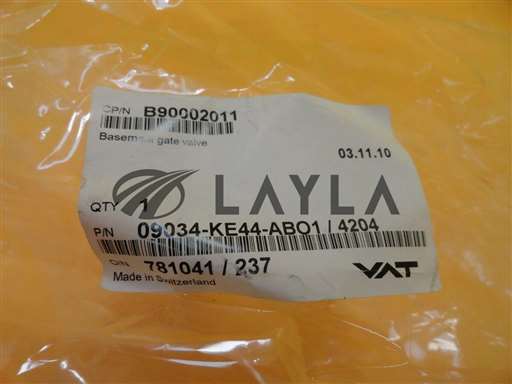 CP/N B90002011
gate valve
03.11.10
LAYLA
QTY 1
P/N 09034-KE44-ABO1 / 4204
781041 / 237
VAT
Made in Switzerland